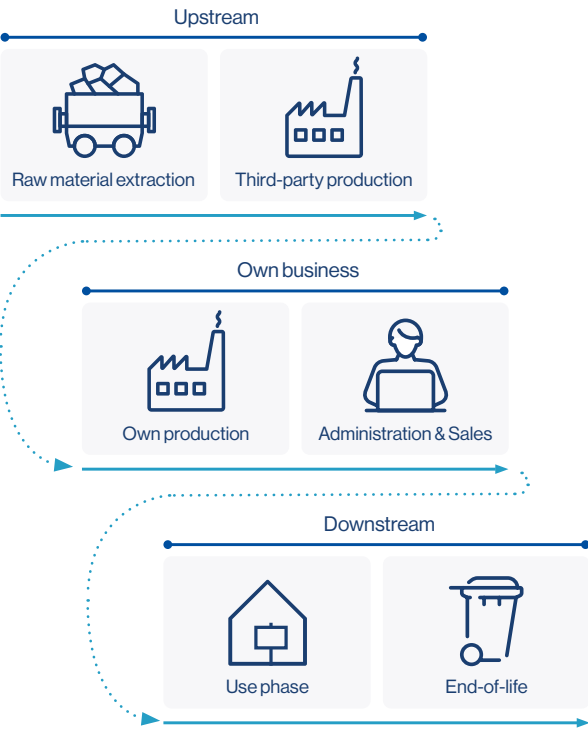 Upstream
Raw material extraction
Third-party production
Own business
Own production
Administration & Sales
Downstream
Use phase
End-of-life